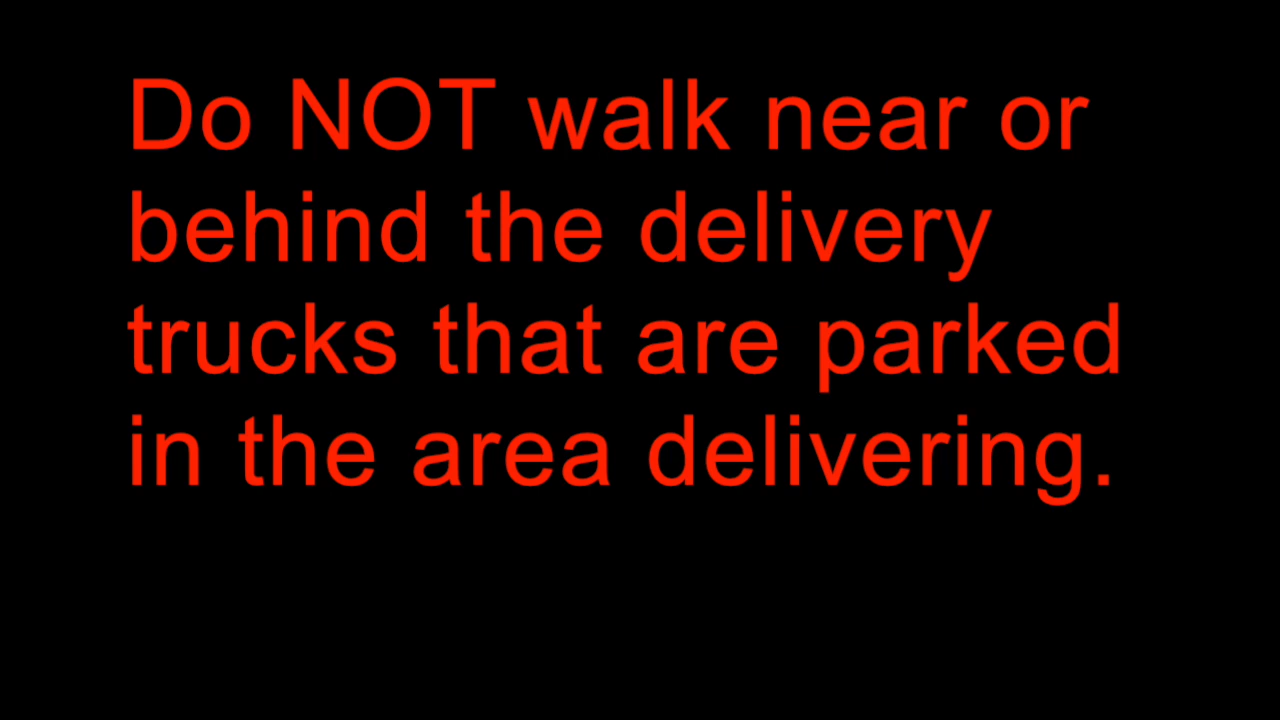 Do NOT walk near or
behind the delivery
trucks that are parked
in the area delivering.